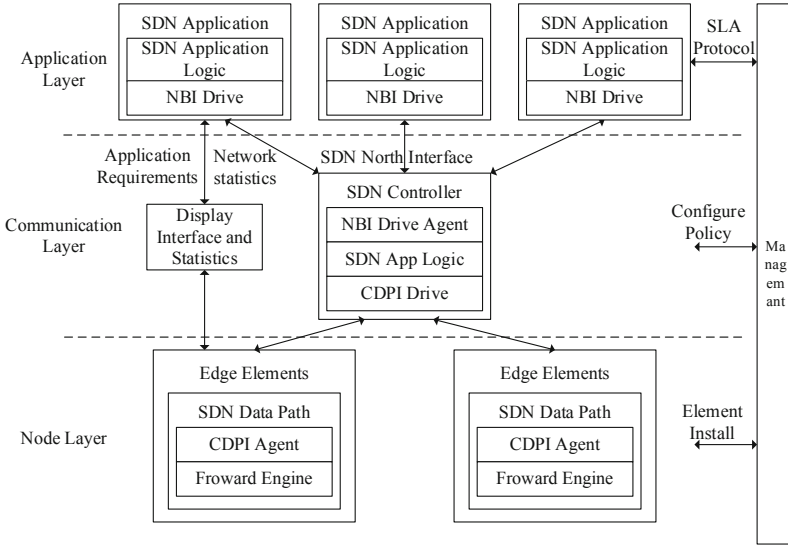 SDN Application
SDN Application
SDN Application
SLA
Protocol
Application
Layer
SDN Application
Logic
SDN Application
Logic
SDN Application
Logic
NBI Drive
NBI Drive
NBI Drive
Application
Requirements
Network
statistics
SDN North Interface
SDN Controller
Communication
Layer
Display
Interface and
Statistics
NBI Drive Agent
SDN App Logic
CDPI Drive
Configure
Policy
Ma
nag
em
ant
Edge Elements
Edge Elements
SDN Data Path
SDN Data Path
Node Layer
CDPI Agent
CDPI Agent
Froward Engine
Froward Engine
Element
Install